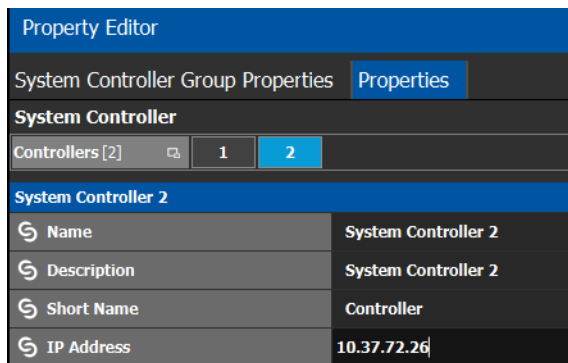 Property Editor
System Controller Group Properties Properties
System Controller
Controllers [2] 1 2
System Controller 2
Name System Controller 2
Description System Controller 2
Short Name Controller
IP Address 10.37.72.26